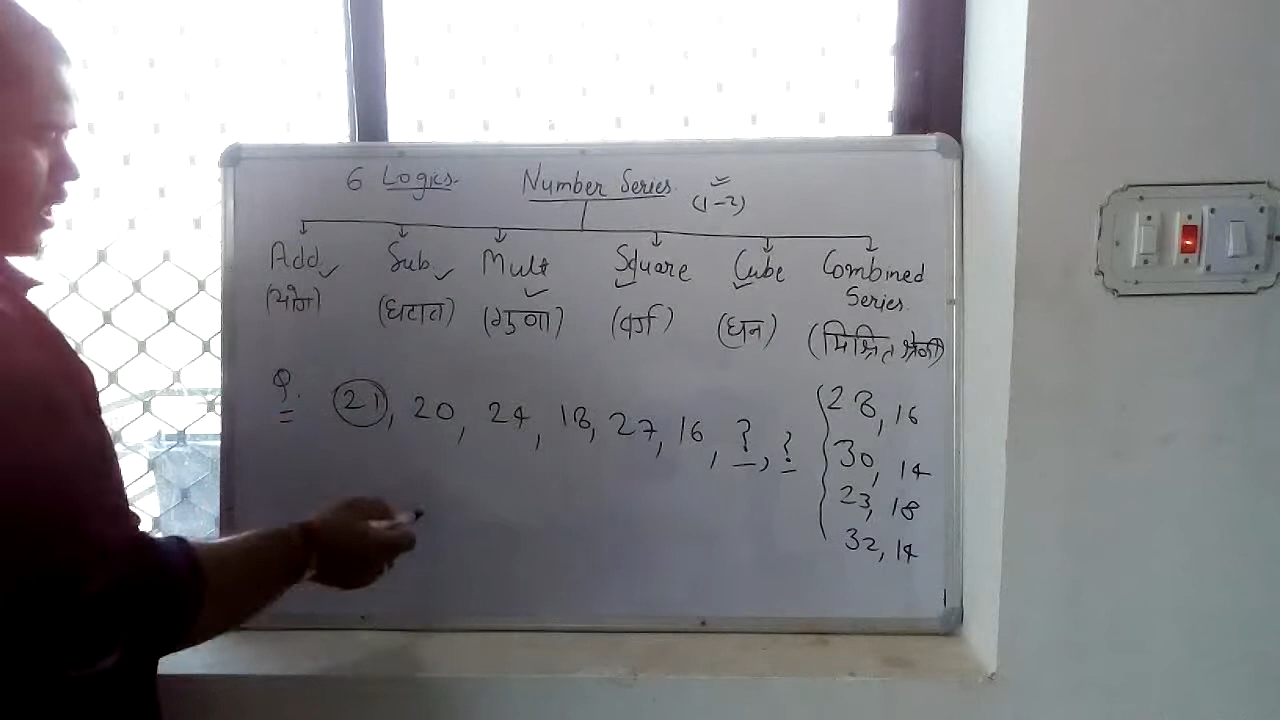 6 Logics. Number Series. (1-2)
Add Sub. Mult Square Cube Combined Series.
(योग) (घटाव) (गुणा) (वर्ग) (घन) (मिश्रित श्रेणी)
Q. 21, 20, 24, 18, 27, 16, ?, ?
28, 16
30, 14
23, 18
32, 14